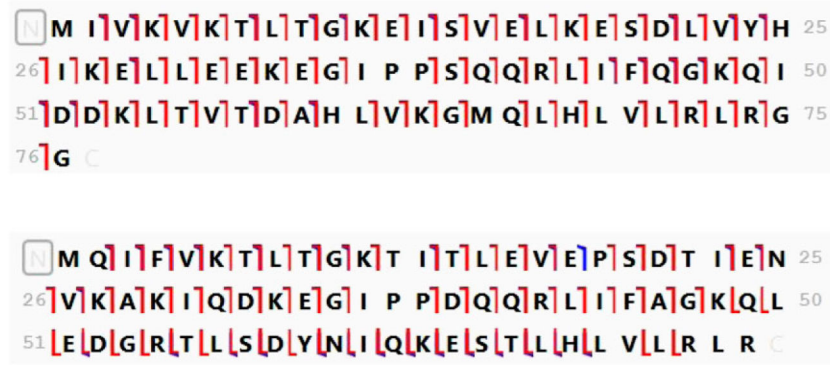 N M I V K V K T L T G K E I S V E L K E S D L V Y H 25
26 I K E L L E E K E G I P P S Q Q R L I F Q G K Q I 50
51 D D K L T V T D A H L V K G M Q L H L V L R L R G 75
76 G C
N M Q I F V K T L T G K T I T L E V E P S D T I E N 25
26 V K A K I Q D K E G I P P D Q Q R L I F A G K Q L 50
51 E D G R T L S D Y N I Q K E S T L H L V L R L R C